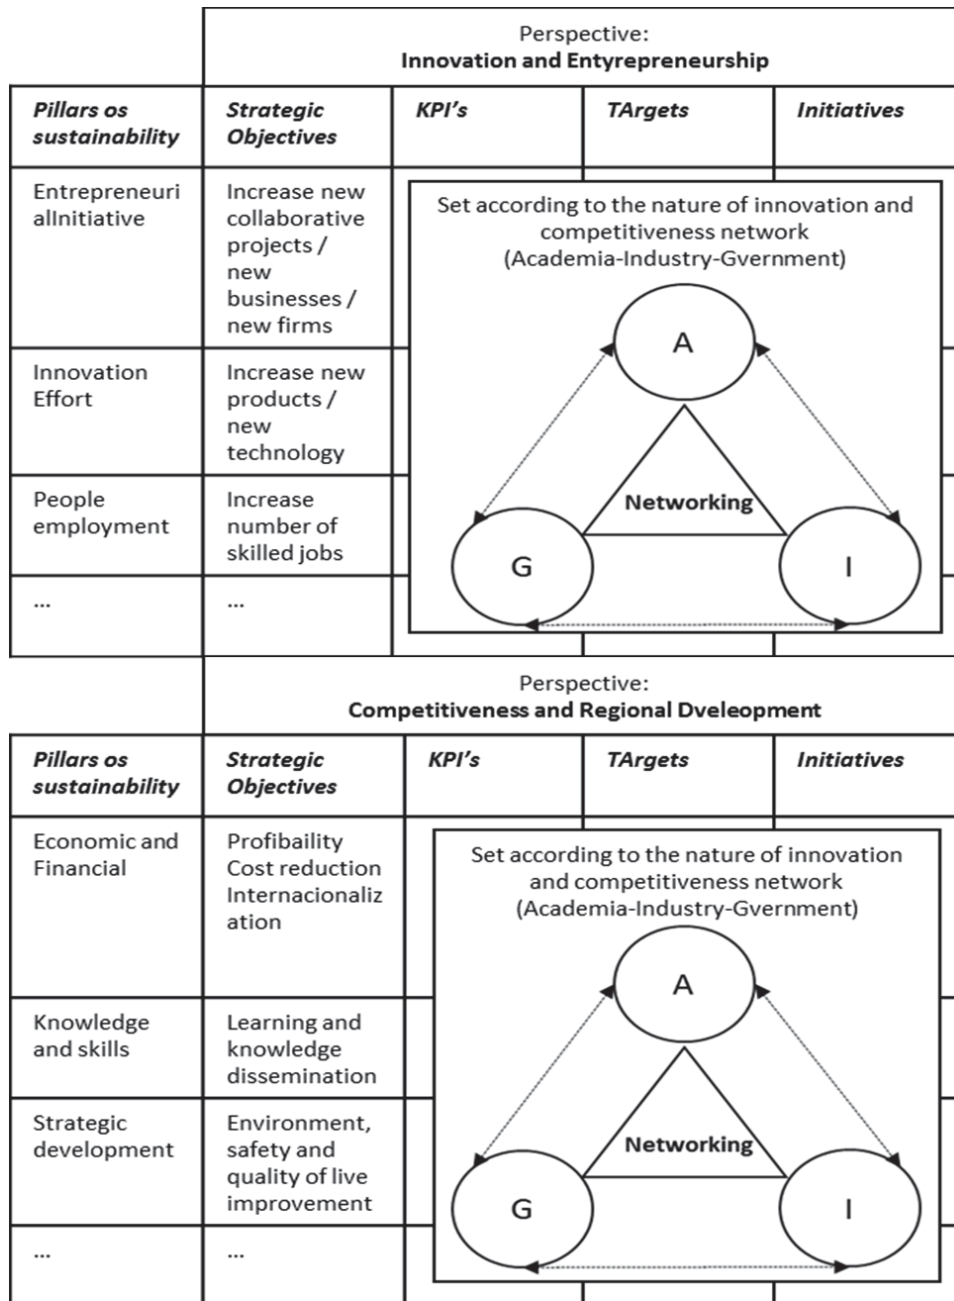 Perspective:
Innovation and Entyrepreneurship
Pillars os
sustainability
Strategic
Objectives
KPI's
TArgets
Initiatives
Entrepreneuri
alInitiative
Increase new
collaborative
projects /
new
businesses /
new firms
Set according to the nature of innovation and
competitiveness network
(Academia-Industry-Gvernment)
A
Innovation
Effort
Increase new
products /
new
technology
Networking
People
employment
Increase
number of
skilled jobs
G
I
...
...
Perspective:
Competitiveness and Regional Dveleopment
Pillars os
sustainability
Strategic
Objectives
KPI's
TArgets
Initiatives
Economic and
Financial
Profibaility
Cost reduction
Internacionaliz
ation
Set according to the nature of innovation
and competitiveness network
(Academia-Industry-Gvernment)
A
Knowledge
and skills
Learning and
knowledge
dissemination
Strategic
development
Environment,
safety and
quality of live
improvement
Networking
G
I
...
...